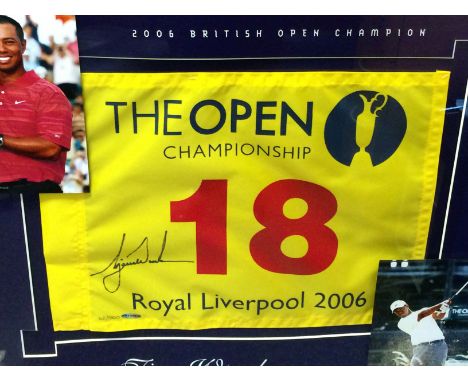 2006 BRITISH OPEN CHAMPION
THE OPEN
CHAMPIONSHIP
18
Royal Liverpool 2006